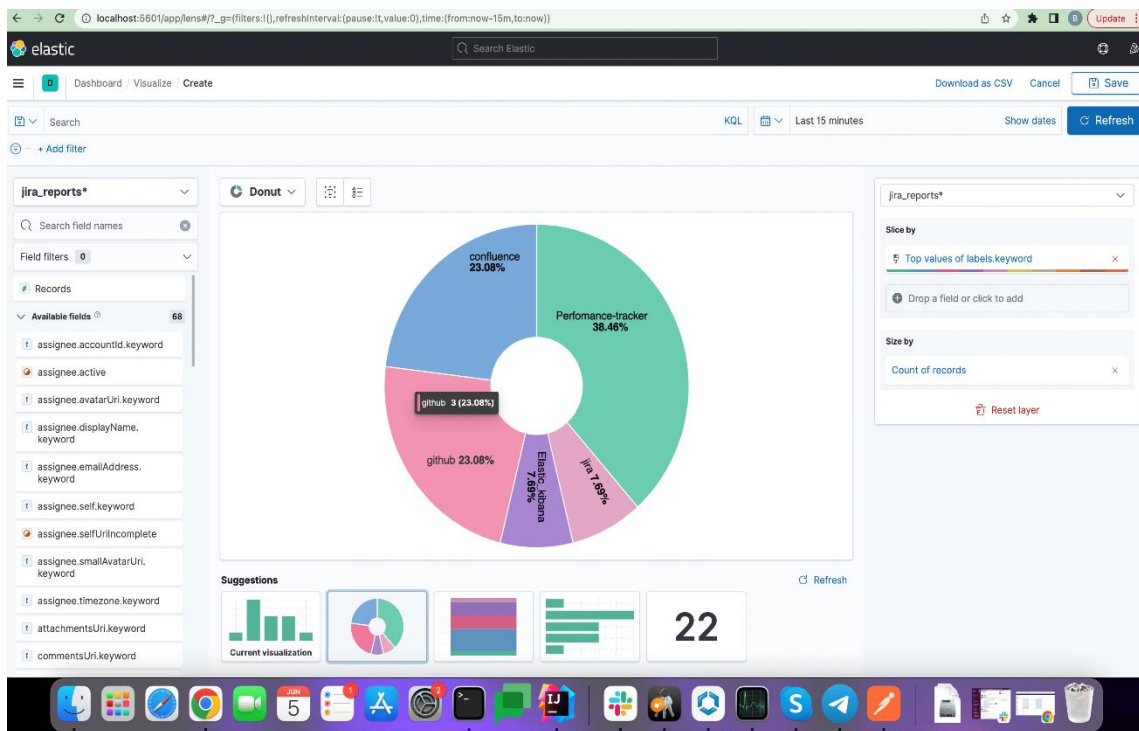 localhost:5601/app/lens#/?_g=(filters:!(),refreshInterval:(pause:!t,value:0),time:(from:now-15m,to:now))
B
Update
elastic
Search Elastic
D
Dashboard / Visualize / Create
Download as CSV
Cancel
Save
Search
KQL
Last 15 minutes
Show dates
Refresh
+ Add filter
jira_reports*
Search field names
Field filters 0
# Records
Available fields 68
t assignee.accountId.keyword
assignee.active
t assignee.avatarUri.keyword
t assignee.displayName.
keyword
t assignee.emailAddress.
keyword
t assignee.self.keyword
assignee.selfUriIncomplete
t assignee.smallAvatarUri.
keyword
t assignee.timezone.keyword
t attachmentsUri.keyword
t commentsUri.keyword
Donut
confluence
23.08%
Perfomance-tracker
38.46%
github 3 (23.08%)
github 23.08%
Elastic_kibana
7.69%
jira 7.69%
Suggestions
Refresh
Current visualization
22
jira_reports*
Slice by
Top values of labels.keyword
Drop a field or click to add
Size by
Count of records
Reset layer
JUN
5
1
2
IJ
S